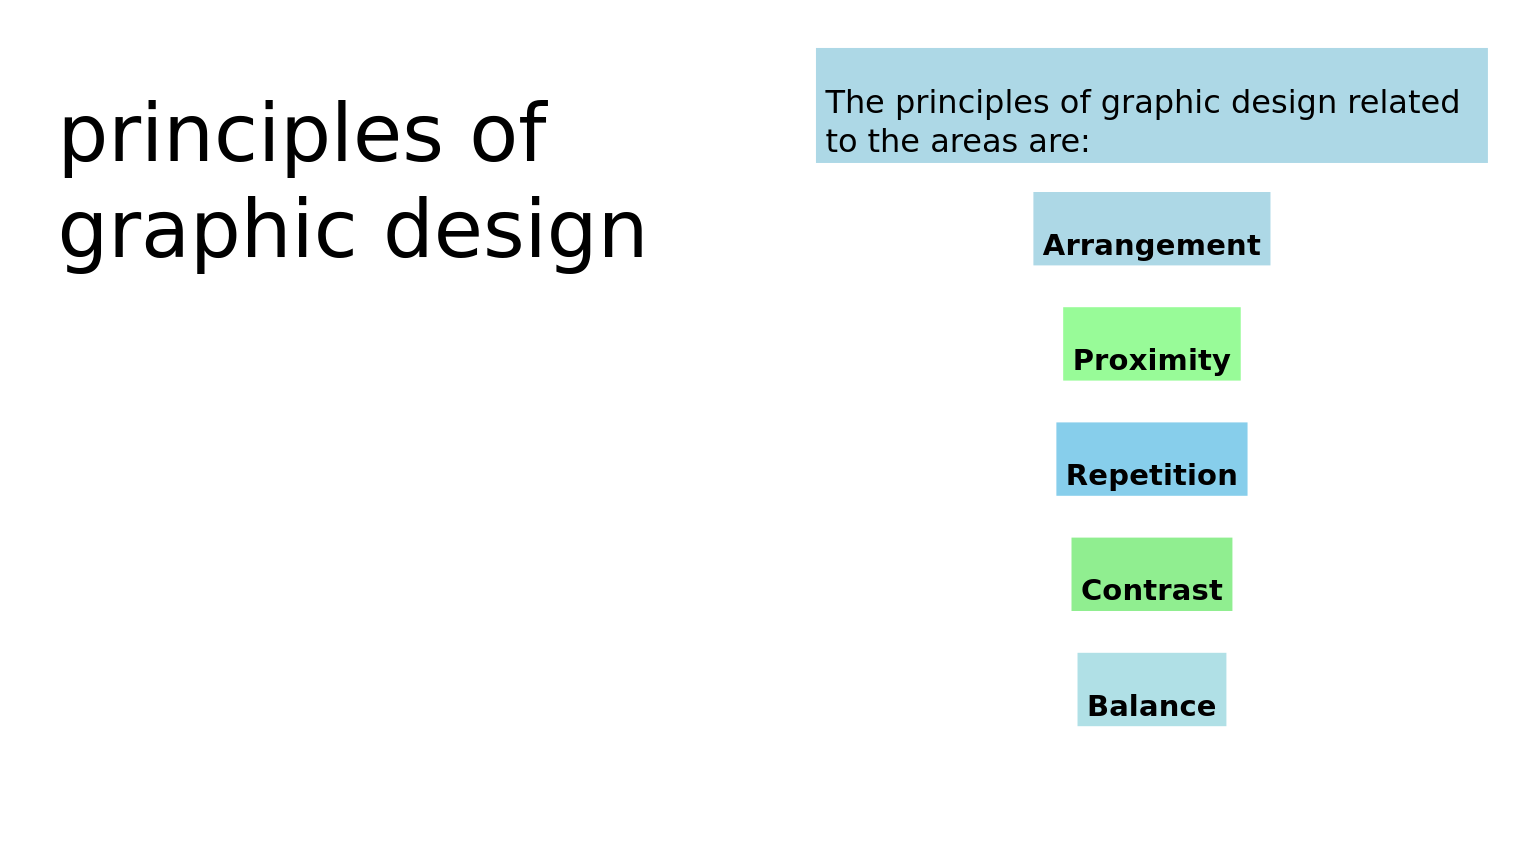 principles of
graphic design
The principles of graphic design related
to the areas are:
Arrangement
Proximity
Repetition
Contrast
Balance